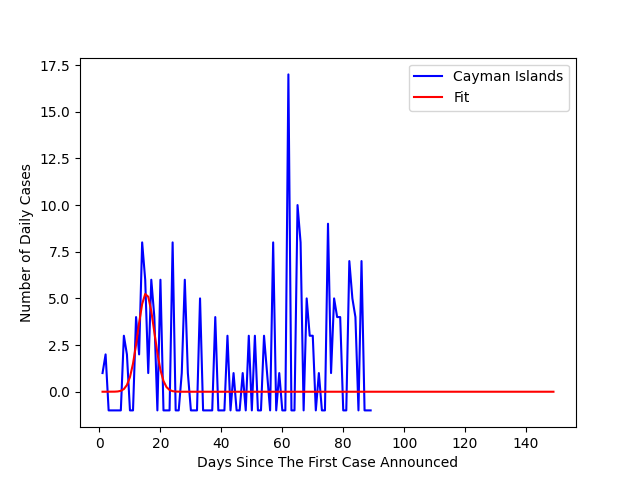 Cayman Islands
Fit
17.5
15.0
12.5
10.0
7.5
5.0
2.5
0.0
Number of Daily Cases
0 20 40 60 80 100 120 140
Days Since The First Case Announced